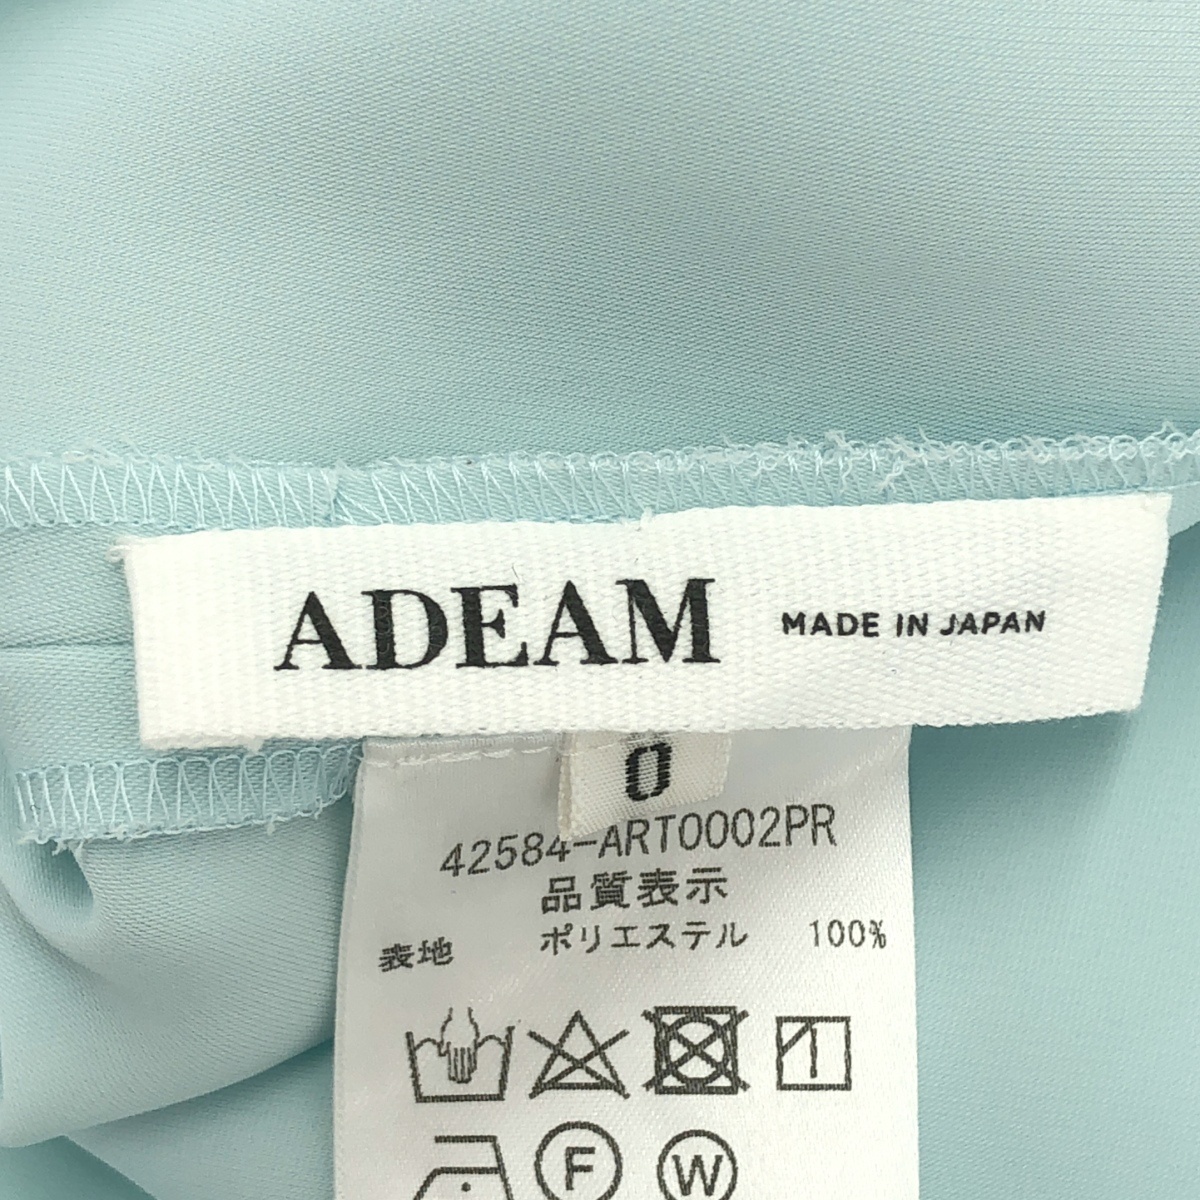 ADEAM MADE IN JAPAN
0
42584-ART0002PR
品質表示
表地 ポリエステル 100%
F W